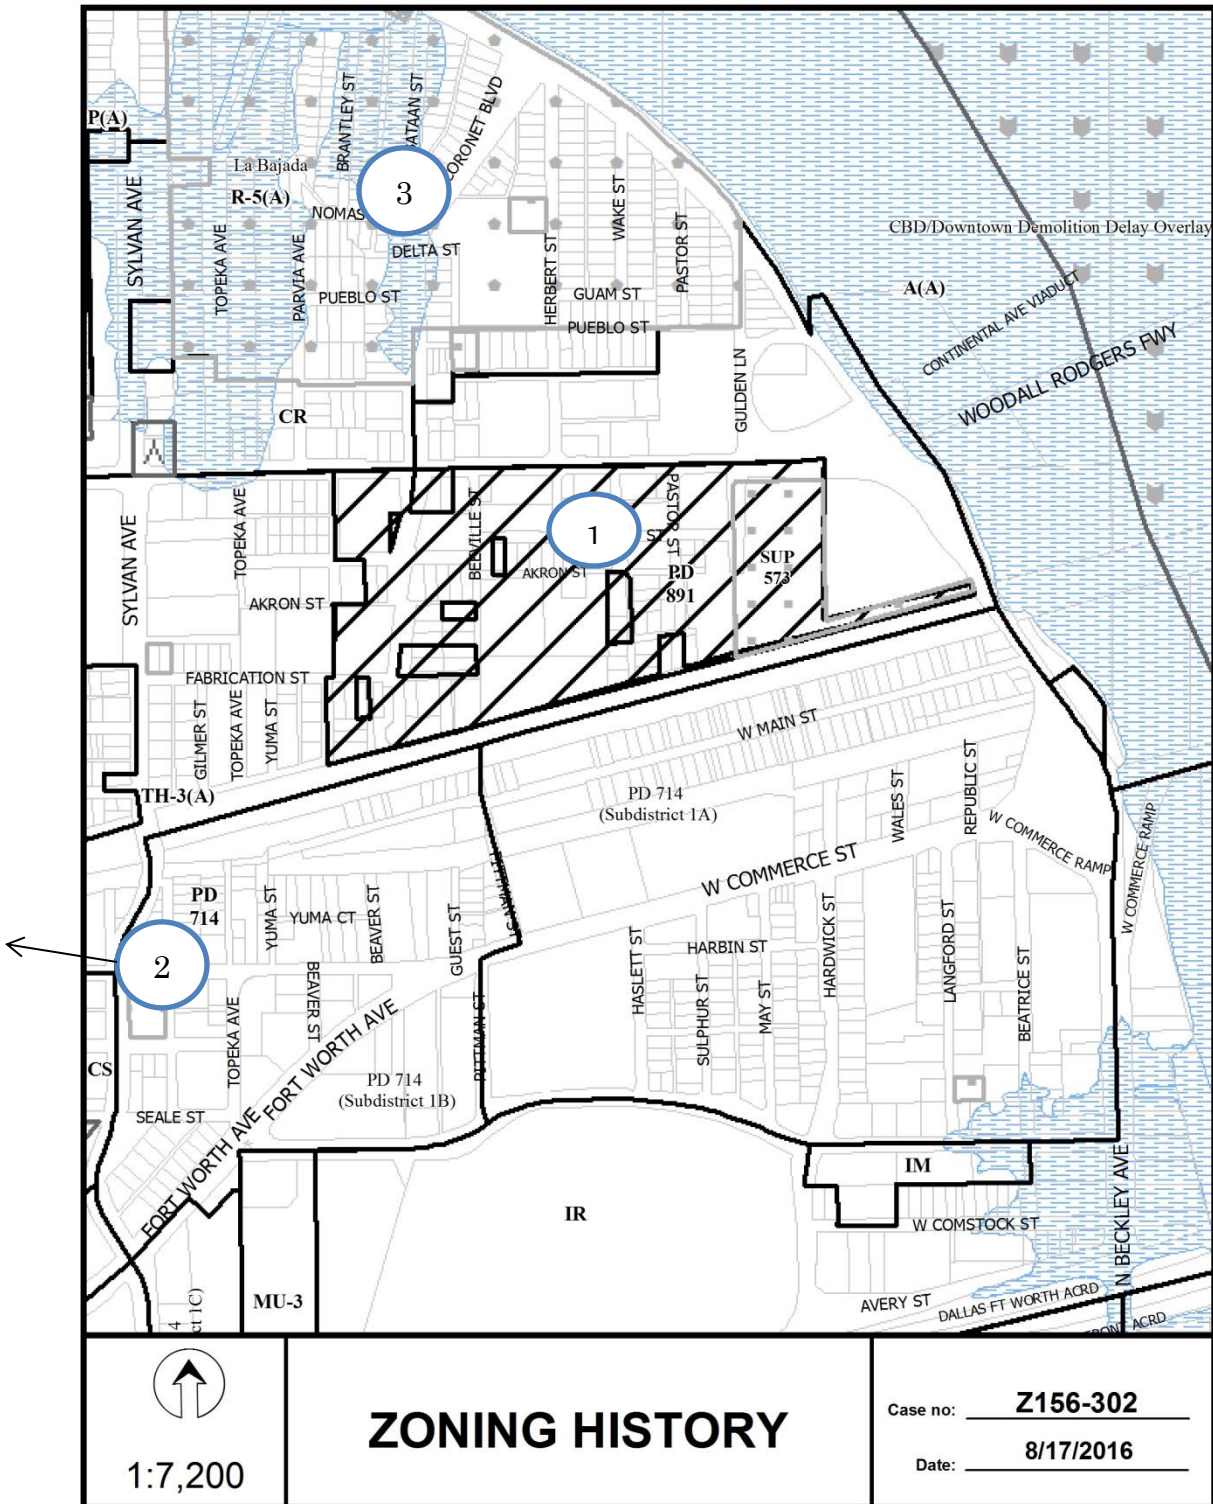 P(A)
La Bajada
R-5(A)
BRANTLEY ST
CORONET BLVD
3
NOMAS
DELTA ST
SYLVAN AVE
TOPEKA AVE
PARVIA AVE
PUEBLO ST
HERBERT ST
WAKE ST
PASTOR ST
GUAM ST
PUEBLO ST
CBD/Downtown Demolition Delay Overlay
A(A)
CONTINENTAL AVE VIADUCT
WOODALL RODGERS FWY
GULDEN LN
CR
SYLVAN AVE
TOPEKA AVE
AKRON ST
BEEVILLE ST
1
ST
AKRON ST
PASTOR ST
PD
891
SUP
573
FABRICATION ST
GILMER ST
TOPEKA AVE
YUMA ST
TH-3(A)
W MAIN ST
PD 714
(Subdistrict 1A)
WALES ST
REPUBLIC ST
W COMMERCE RAMP
W COMMERCE RAMP
W COMMERCE ST
PITTMAN ST
PD
714
YUMA ST
YUMA CT
BEAVER ST
GUEST ST
2
HASLETT ST
HARBIN ST
SULPHUR ST
MAY ST
HARDWICK ST
LANGFORD ST
BEATRICE ST
TOPEKA AVE
BEAVER ST
FORT WORTH AVE
PITTMAN ST
CS
PD 714
(Subdistrict 1B)
SEALE ST
FORT WORTH AVE
IM
IR
W COMSTOCK ST
N BECKLEY AVE
MU-3
AVERY ST
DALLAS FT WORTH ACRD
ACRD
4
ct 1C)
1:7,200
ZONING HISTORY
Case no: Z156-302
Date: 8/17/2016